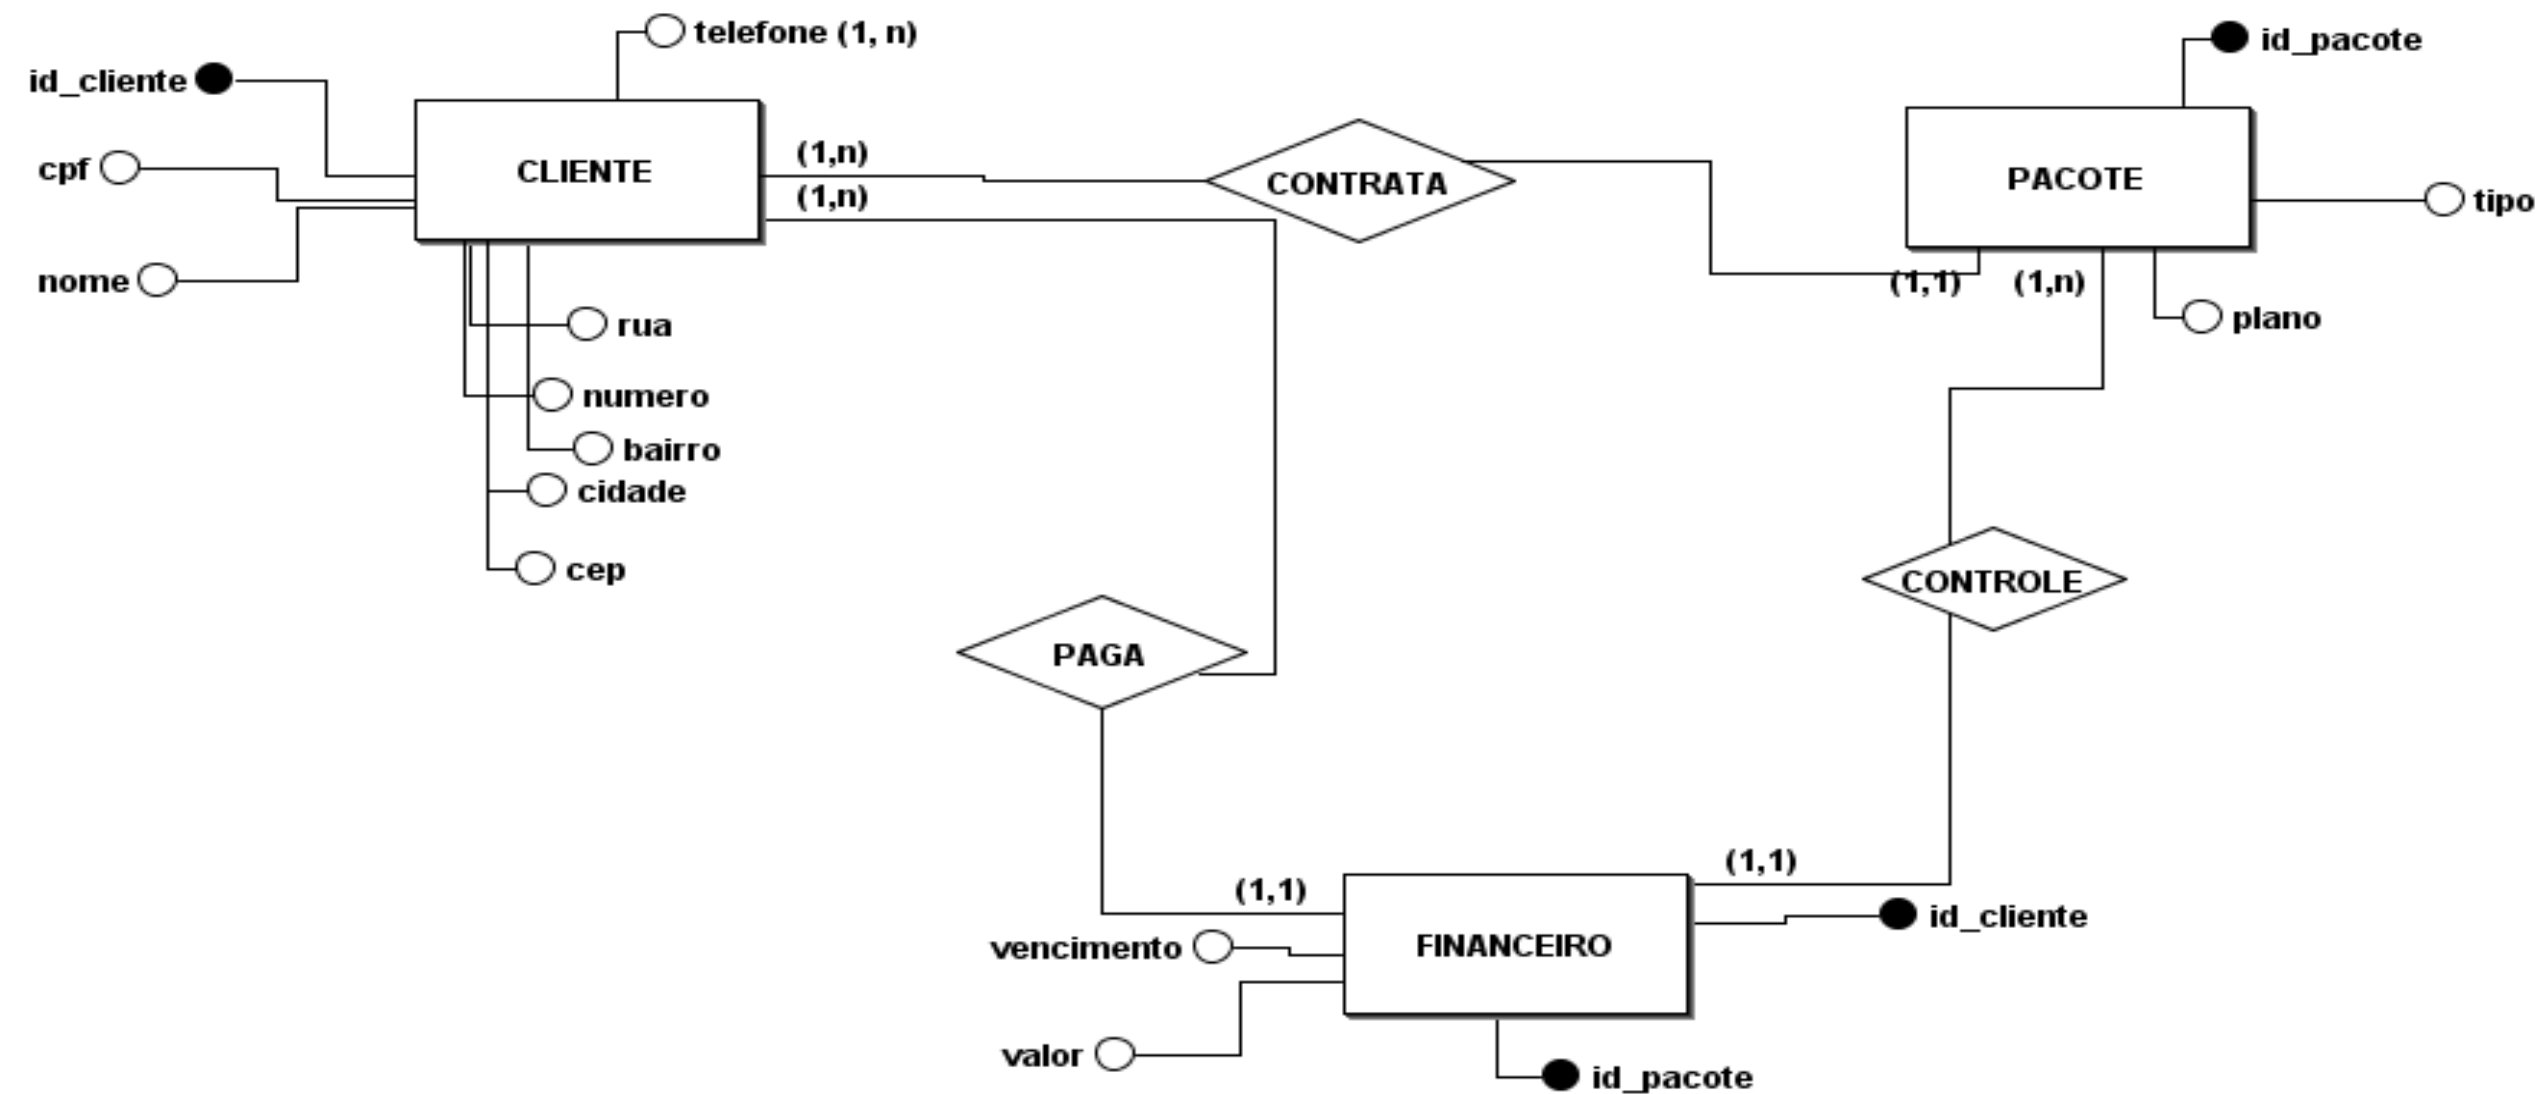 telefone (1, n)
id_pacote
id_cliente
CLIENTE
(1,n)
cpf
(1,n)
CONTRATA
PACOTE
tipo
nome
(1,1)
(1,n)
plano
rua
numero
bairro
cidade
cep
CONTROLE
PAGA
(1,1)
(1,1)
id_cliente
vencimento
FINANCEIRO
valor
id_pacote